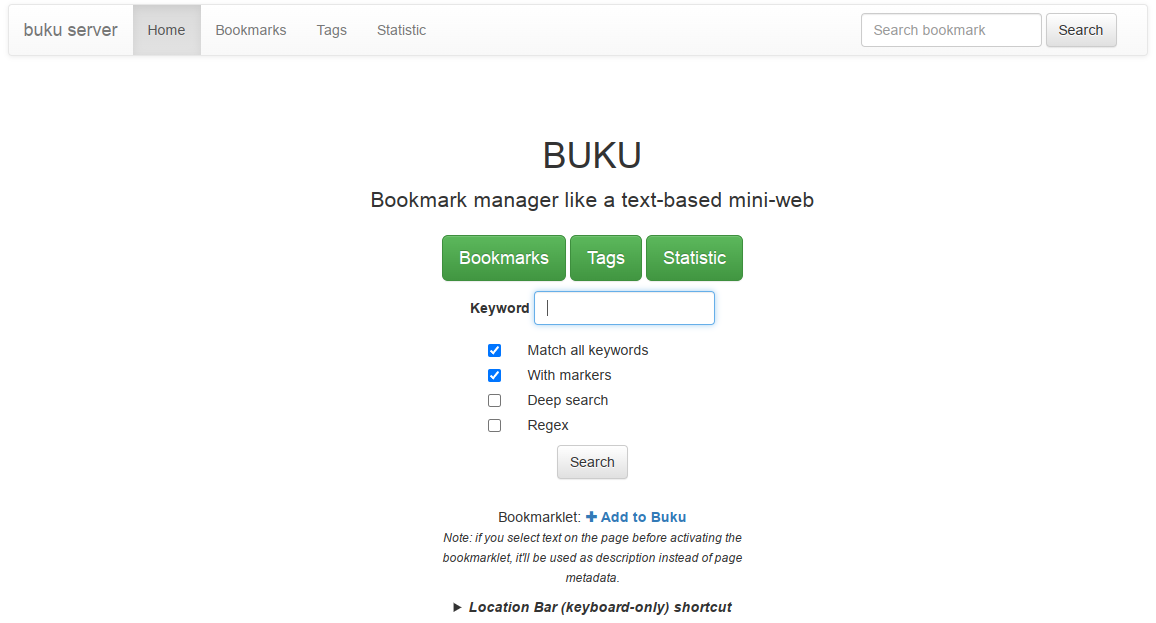 buku server Home Bookmarks Tags Statistic Search bookmark Search
BUKU
Bookmark manager like a text-based mini-web
Bookmarks Tags Statistic
Keyword
Match all keywords
With markers
Deep search
Regex
Search
Bookmarklet: ✚ Add to Buku
Note: if you select text on the page before activating the
bookmarklet, it'll be used as description instead of page
metadata.
▶ Location Bar (keyboard-only) shortcut